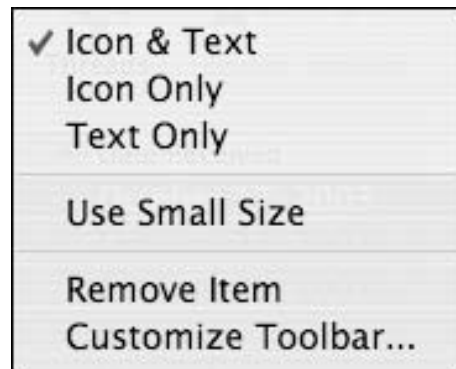 ✓ Icon & Text
Icon Only
Text Only
Use Small Size
Remove Item
Customize Toolbar...